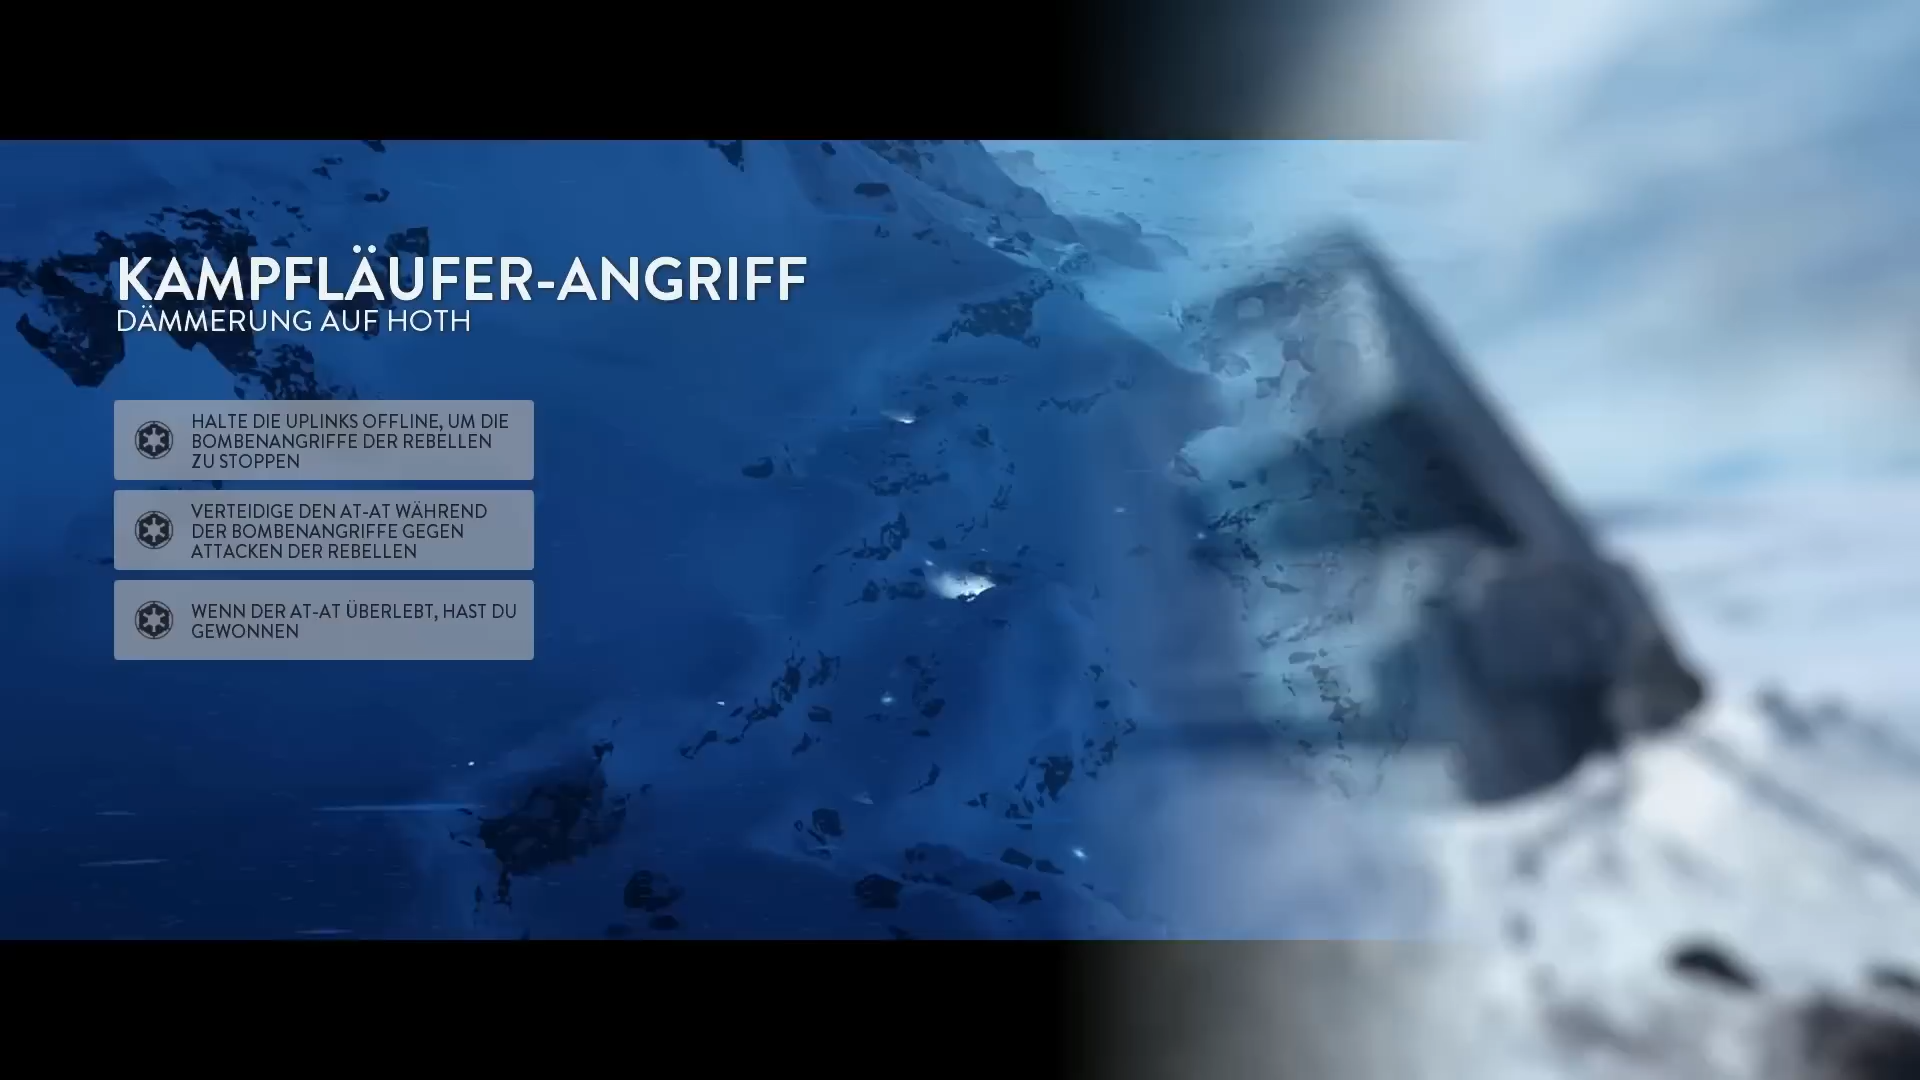 KAMPFLÄUFER-ANGRIFF
DÄMMERUNG AUF HOTH
HALTE DIE UPLINKS OFFLINE, UM DIE
BOMBENANGRIFFE DER REBELLEN
ZU STOPPEN
VERTEIDIGE DEN AT-AT WÄHREND
DER BOMBENANGRIFFE GEGEN
ATTACKEN DER REBELLEN
WENN DER AT-AT ÜBERLEBT, HAST DU
GEWONNEN